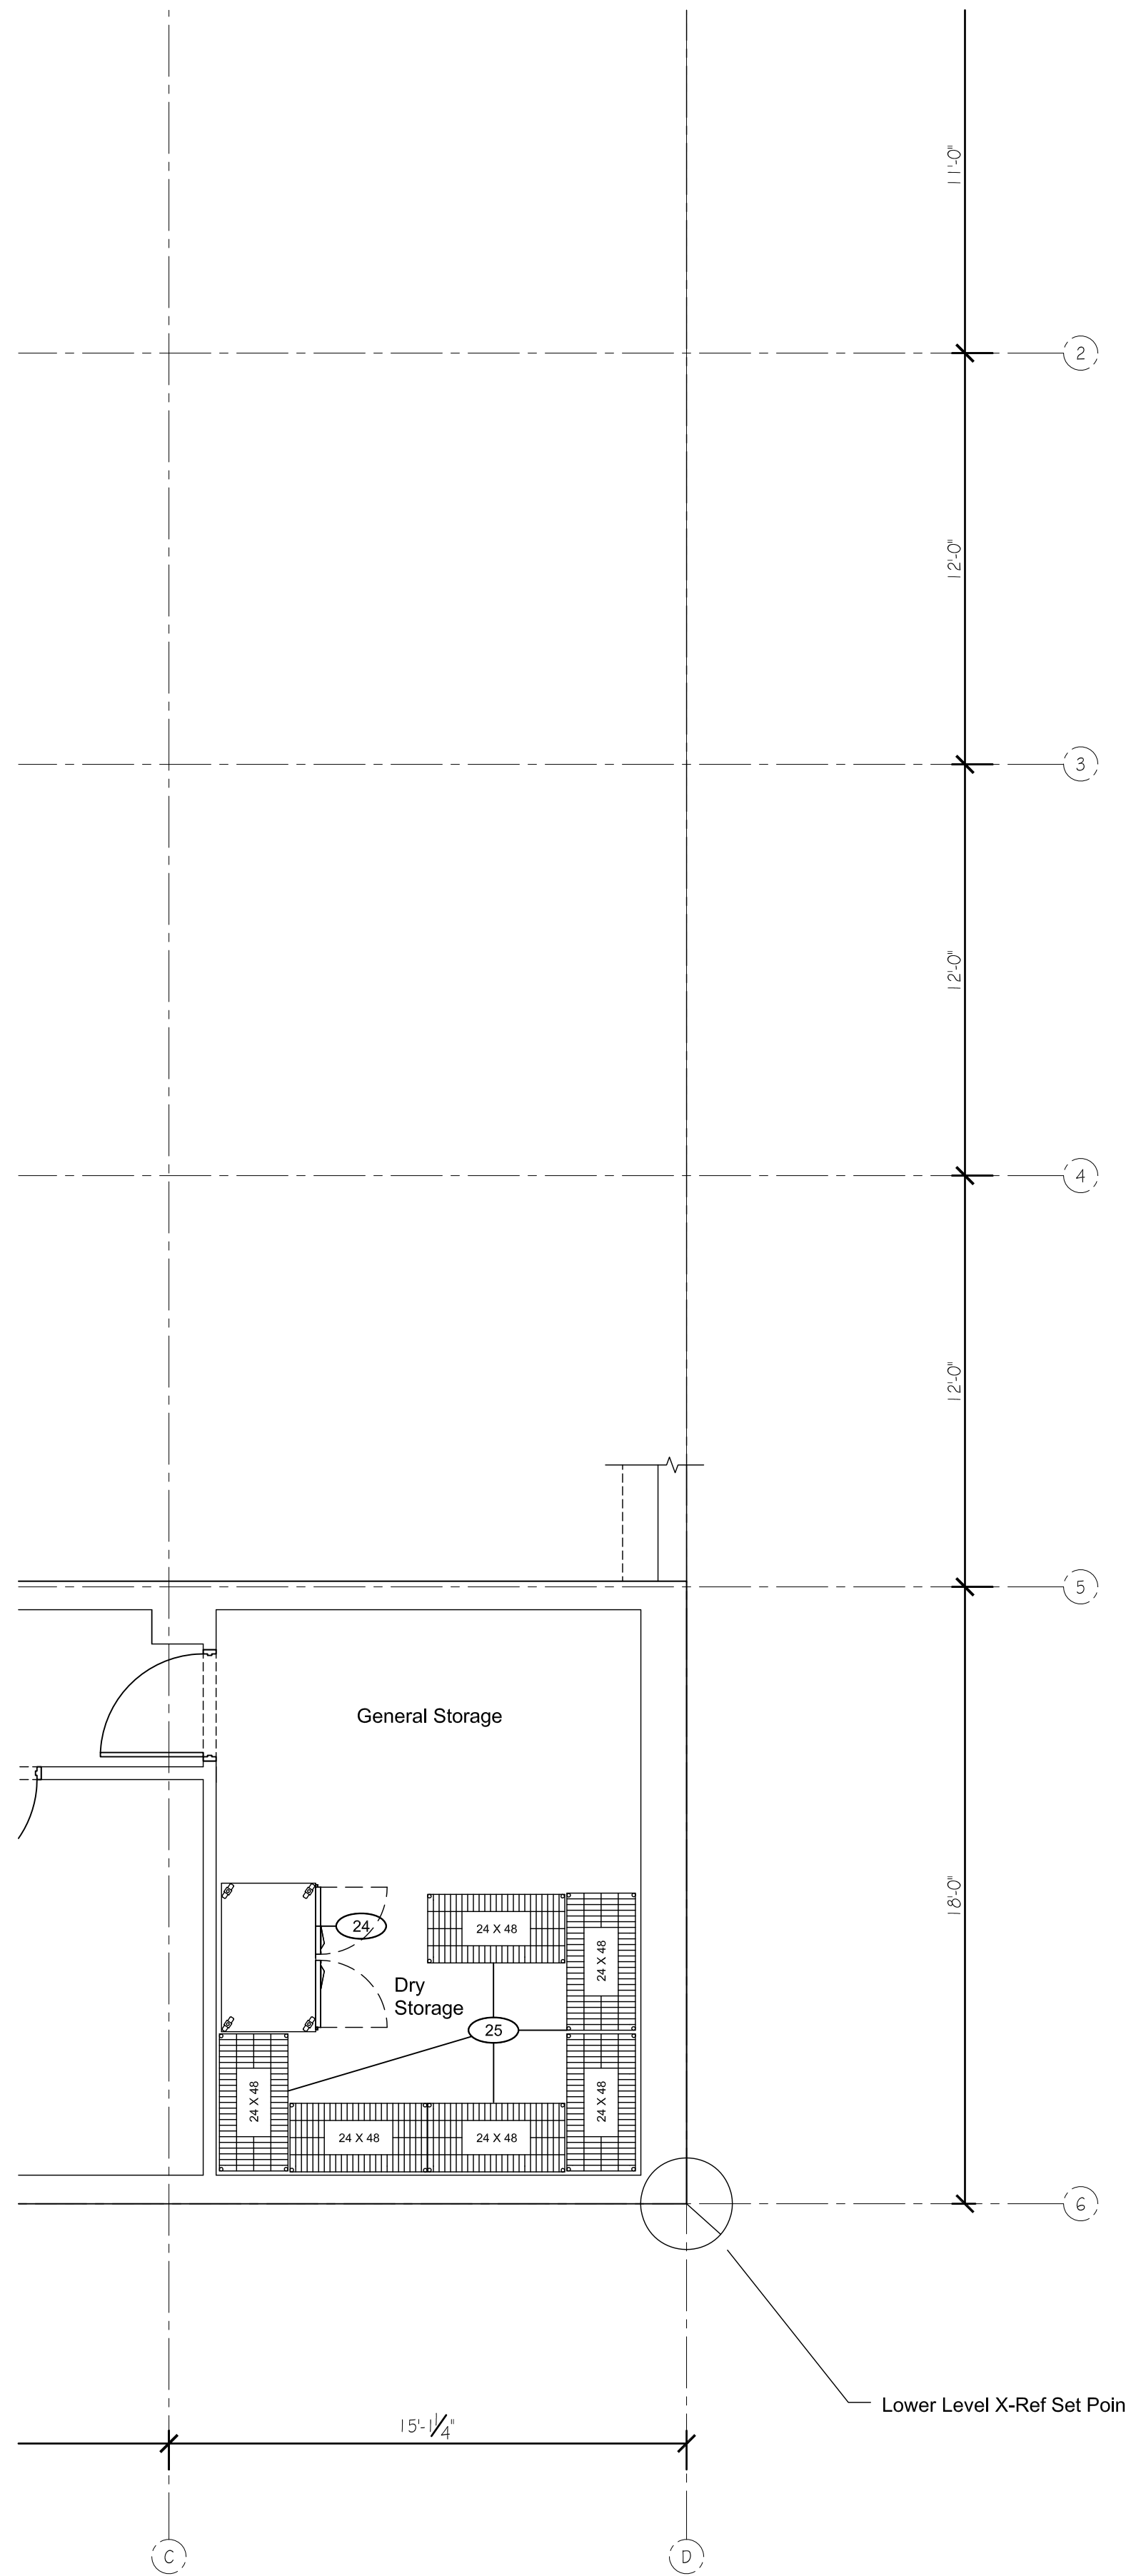 11'-0"
2
12'-0"
3
12'-0"
4
12'-0"
5
General Storage
18'-0"
24
24 X 48
24 X 48
Dry
Storage
25
24 X 48
24 X 48
24 X 48
24 X 48
6
Lower Level X-Ref Set Poin
15'-1 1/4"
C
D